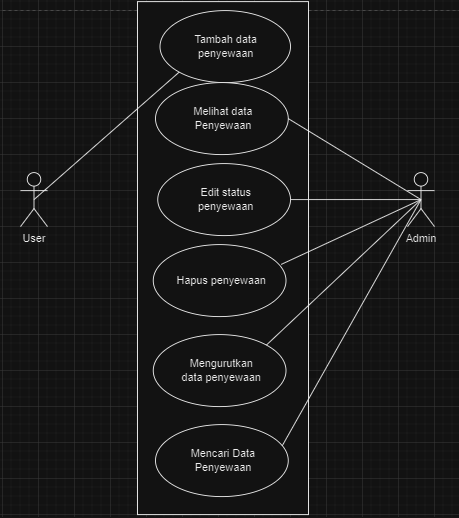 Tambah data
penyewaan
Melihat data
Penyewaan
Edit status
penyewaan
User
Admin
Hapus penyewaan
Mengurutkan
data penyewaan
Mencari Data
Penyewaan